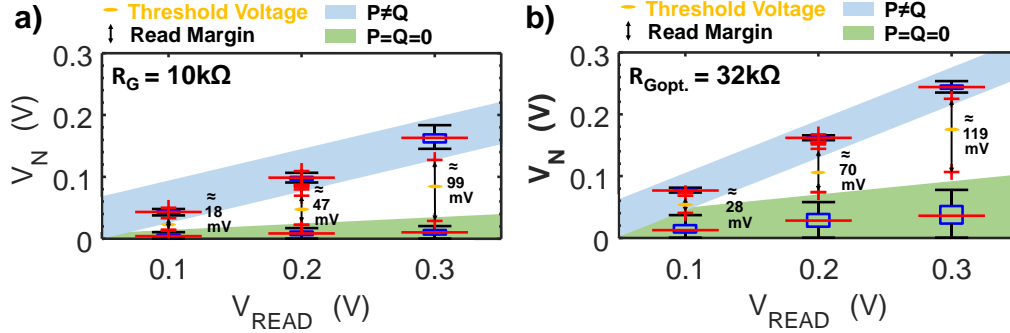 a)
Threshold Voltage
Read Margin
P≠Q
P=Q=0
R_G = 10kΩ
V_N (V)
0.3
0.2
0.1
0
≈
18
mV
≈
47
mV
≈
99
mV
0.1 0.2 0.3
V_READ (V)
b)
Threshold Voltage
Read Margin
P≠Q
P=Q=0
R_Gopt. = 32kΩ
V_N (V)
0.3
0.2
0.1
0
≈
28
mV
≈
70
mV
≈
119
mV
0.1 0.2 0.3
V_READ (V)